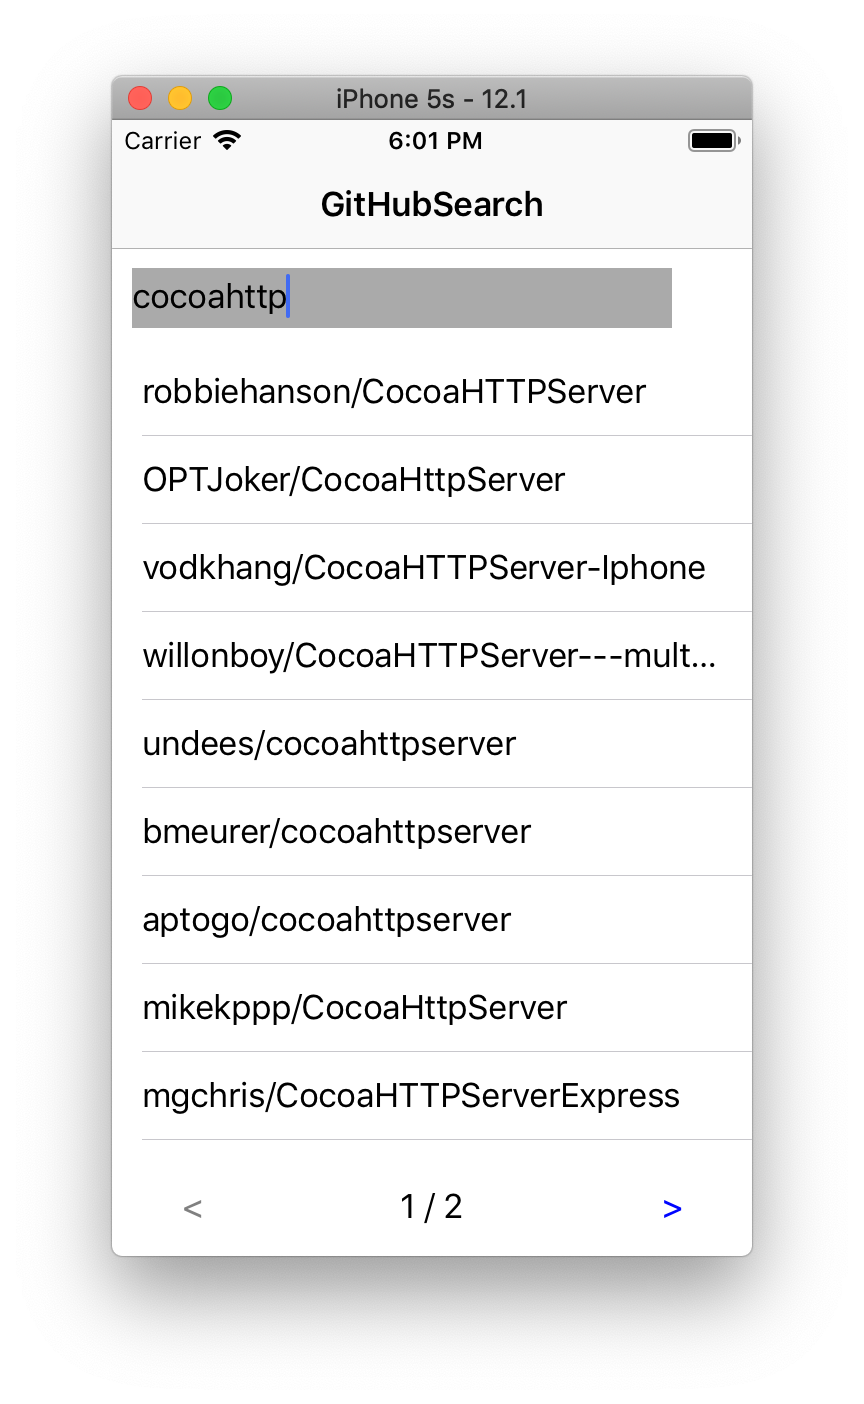 iPhone 5s - 12.1
Carrier 6:01 PM
GitHubSearch
cocoahttp
robbiehanson/CocoaHTTPServer
OPTJoker/CocoaHttpServer
vodkhang/CocoaHTTPServer-Iphone
willonboy/CocoaHTTPServer---mult...
undees/cocoahttpserver
bmeurer/cocoahttpserver
aptogo/cocoahttpserver
mikekppp/CocoaHttpServer
mgchris/CocoaHTTPServerExpress
< 1 / 2 >